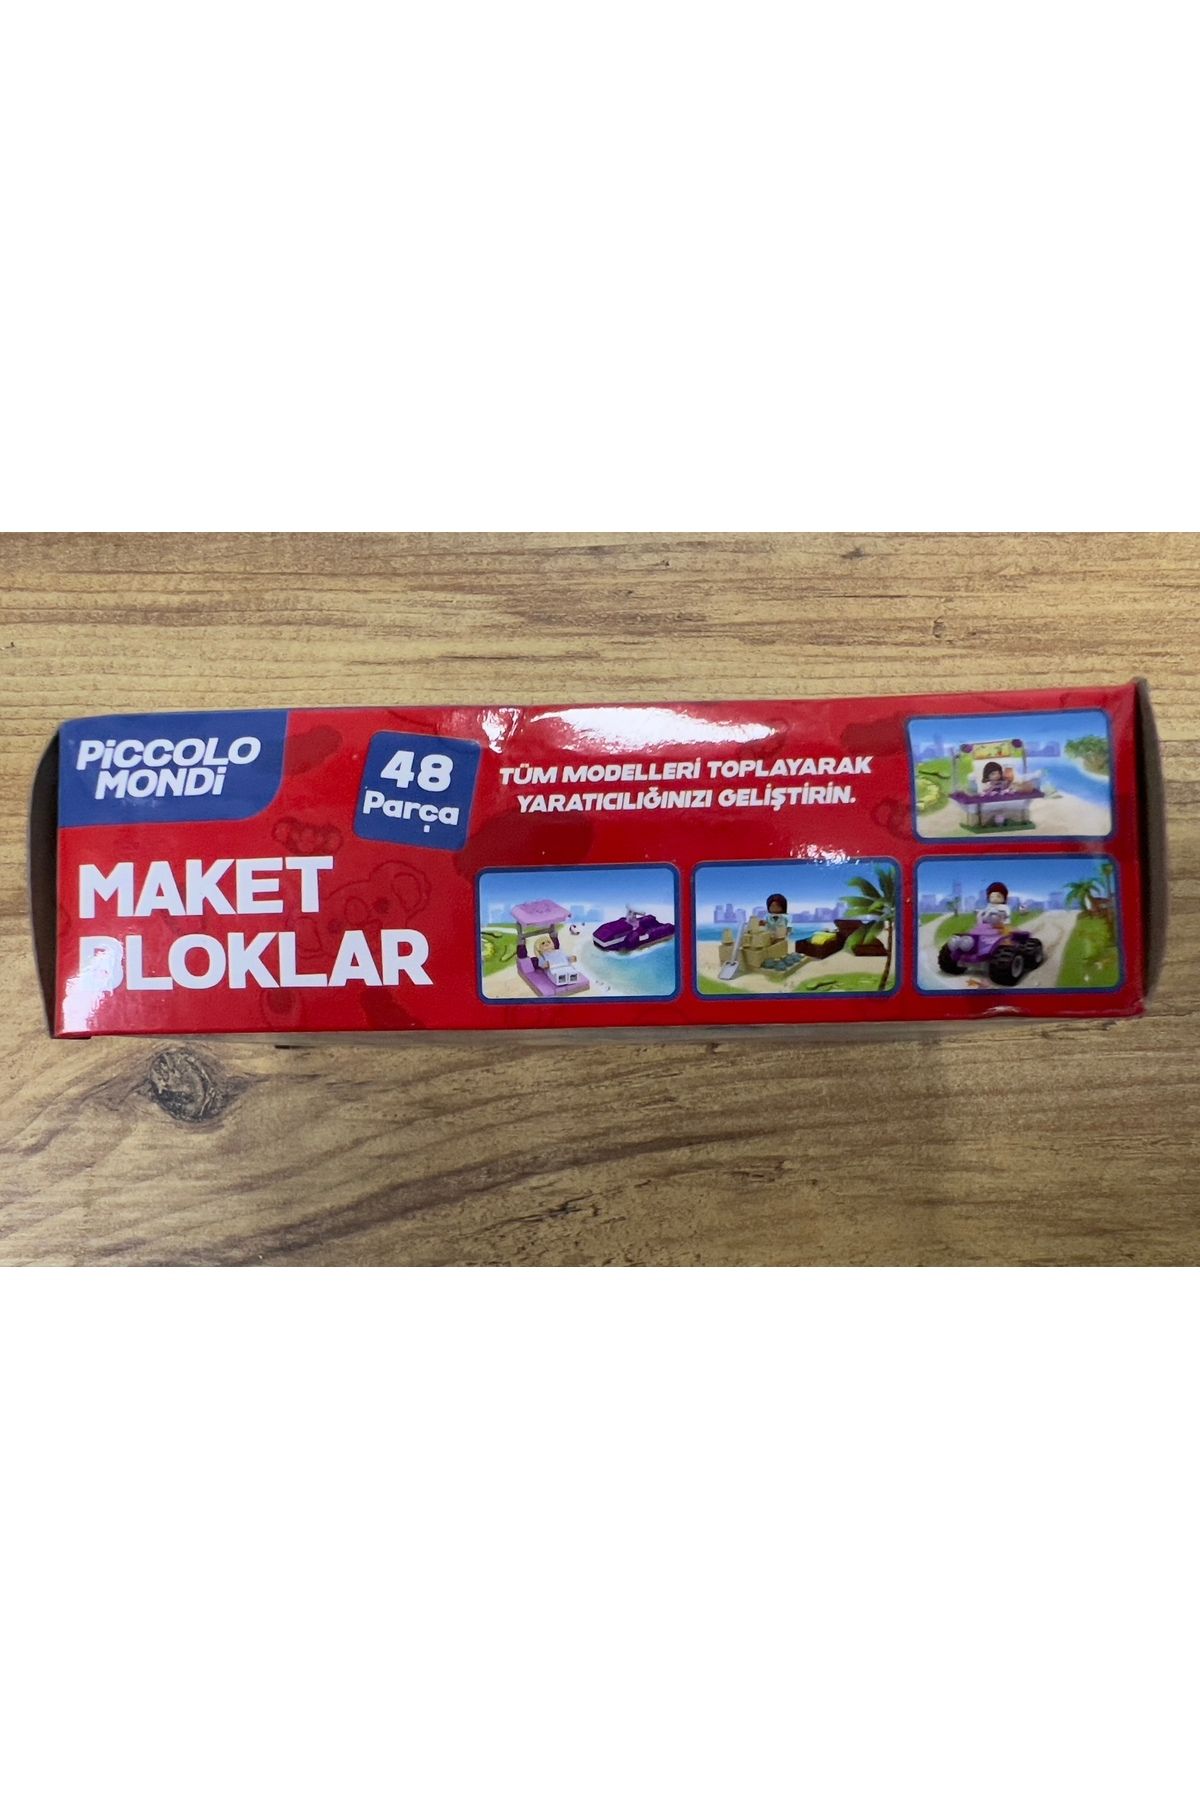 PiCCOLO
MONDi
48
Parça
TÜM MODELLERİ TOPLAYARAK
YARATICILIĞINIZI GELİŞTİRİN.
MAKET
BLOKLAR